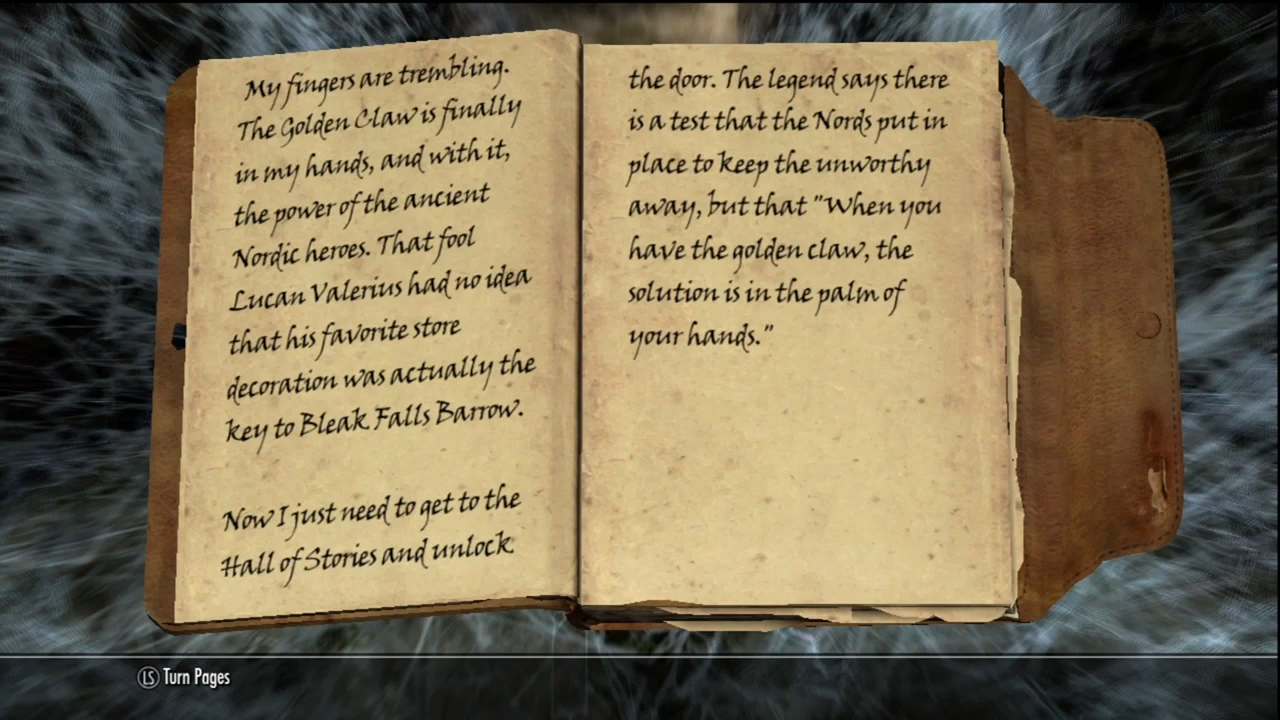 My fingers are trembling.
The Golden Claw is finally
in my hands, and with it,
the power of the ancient
Nordic heroes. That fool
Lucan Valerius had no idea
that his favorite store
decoration was actually the
key to Bleak Falls Barrow.
Now I just need to get to the
Hall of Stories and unlock
the door. The legend says there
is a test that the Nords put in
place to keep the unworthy
away, but that "When you
have the golden claw, the
solution is in the palm of
your hands."
LS Turn Pages